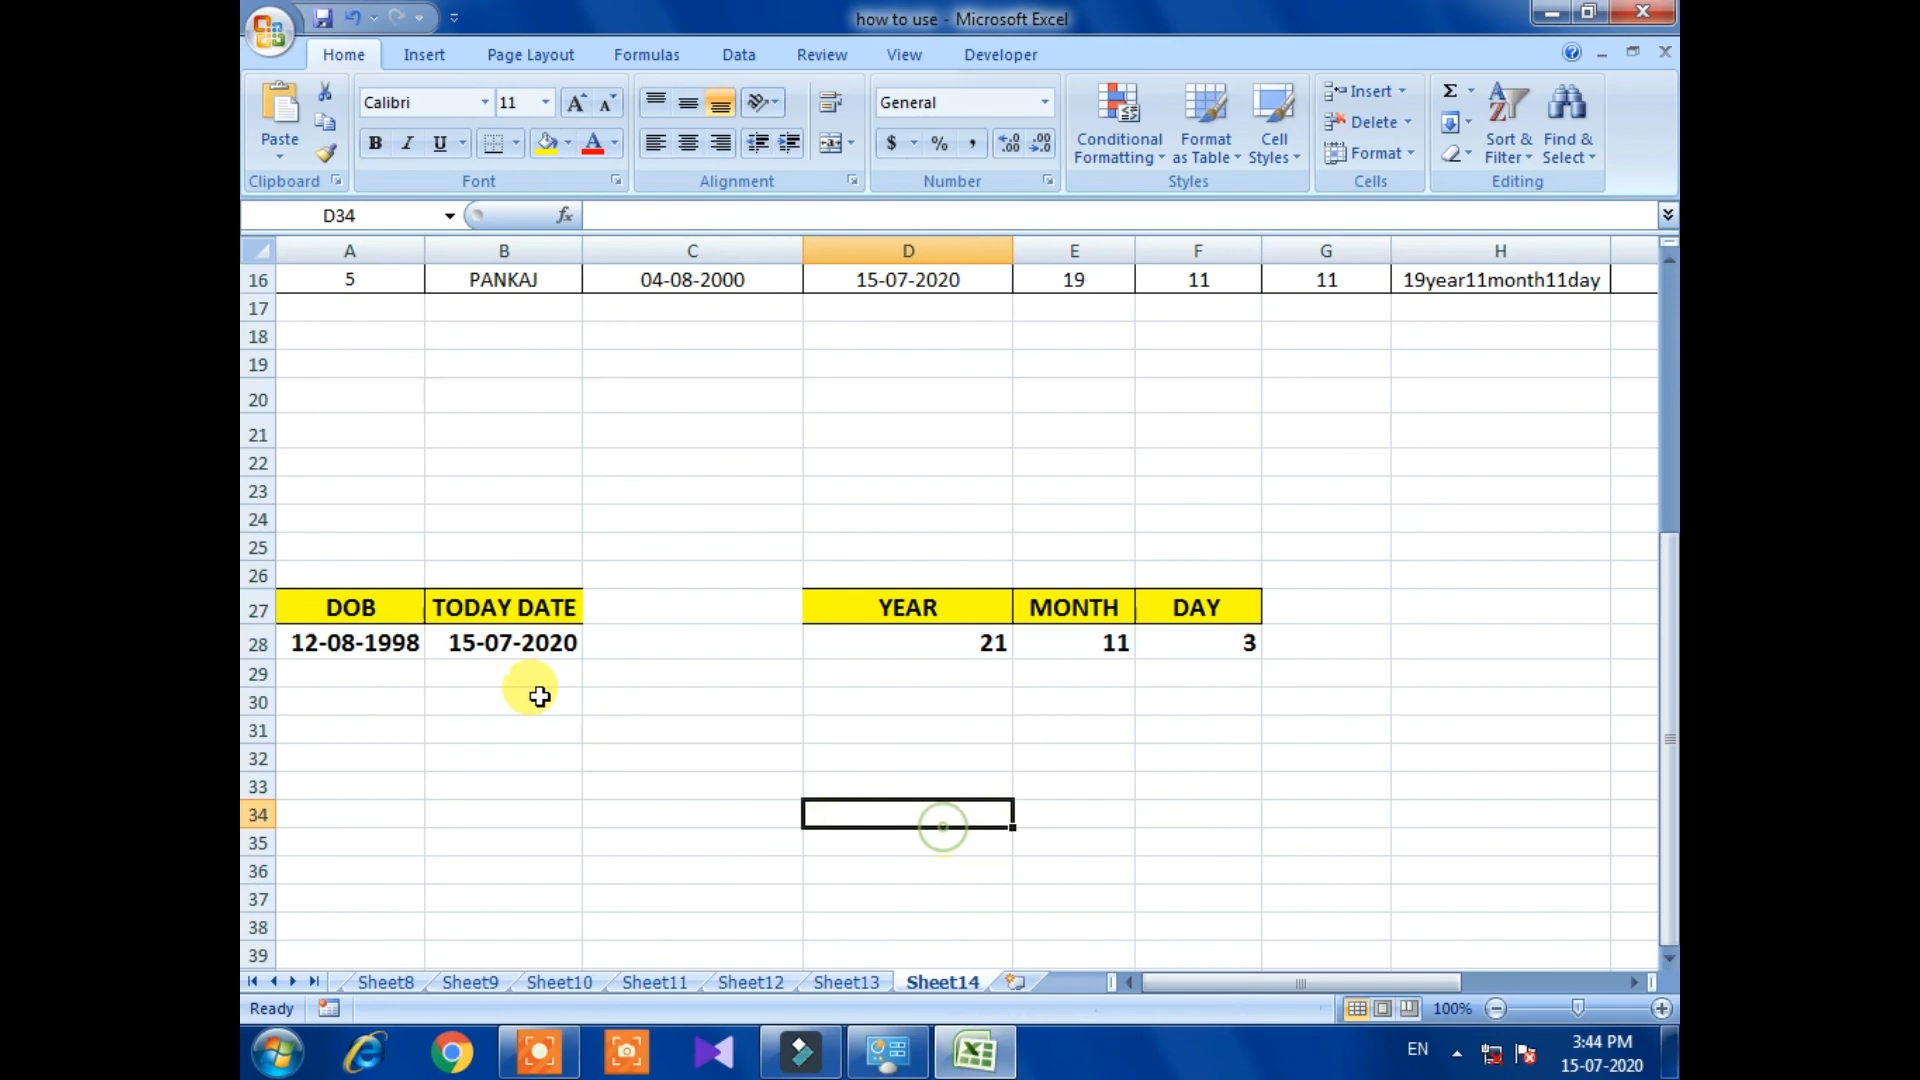 how to use - Microsoft Excel
Home Insert Page Layout Formulas Data Review View Developer
Paste
Calibri 11
General
Conditional Formatting
Format as Table
Cell Styles
Insert
Delete
Format
Sort & Filter
Find & Select
B I U
$ % ,
Clipboard Font Alignment Number Styles Cells Editing
D34 fx
A B C D E F G H
16 5 PANKAJ 04-08-2000 15-07-2020 19 11 11 19year11month11day
17
18
19
20
21
22
23
24
25
26
27 DOB TODAY DATE YEAR MONTH DAY
28 12-08-1998 15-07-2020 21 11 3
29
30
31
32
33
34
35
36
37
38
39
Sheet8 Sheet9 Sheet10 Sheet11 Sheet12 Sheet13 Sheet14
Ready 100%
EN 3:44 PM
15-07-2020